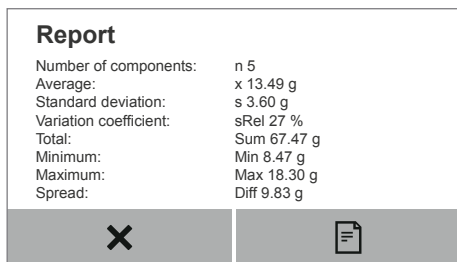 Report
Number of components: n 5
Average: x 13.49 g
Standard deviation: s 3.60 g
Variation coefficient: sRel 27 %
Total: Sum 67.47 g
Minimum: Min 8.47 g
Maximum: Max 18.30 g
Spread: Diff 9.83 g